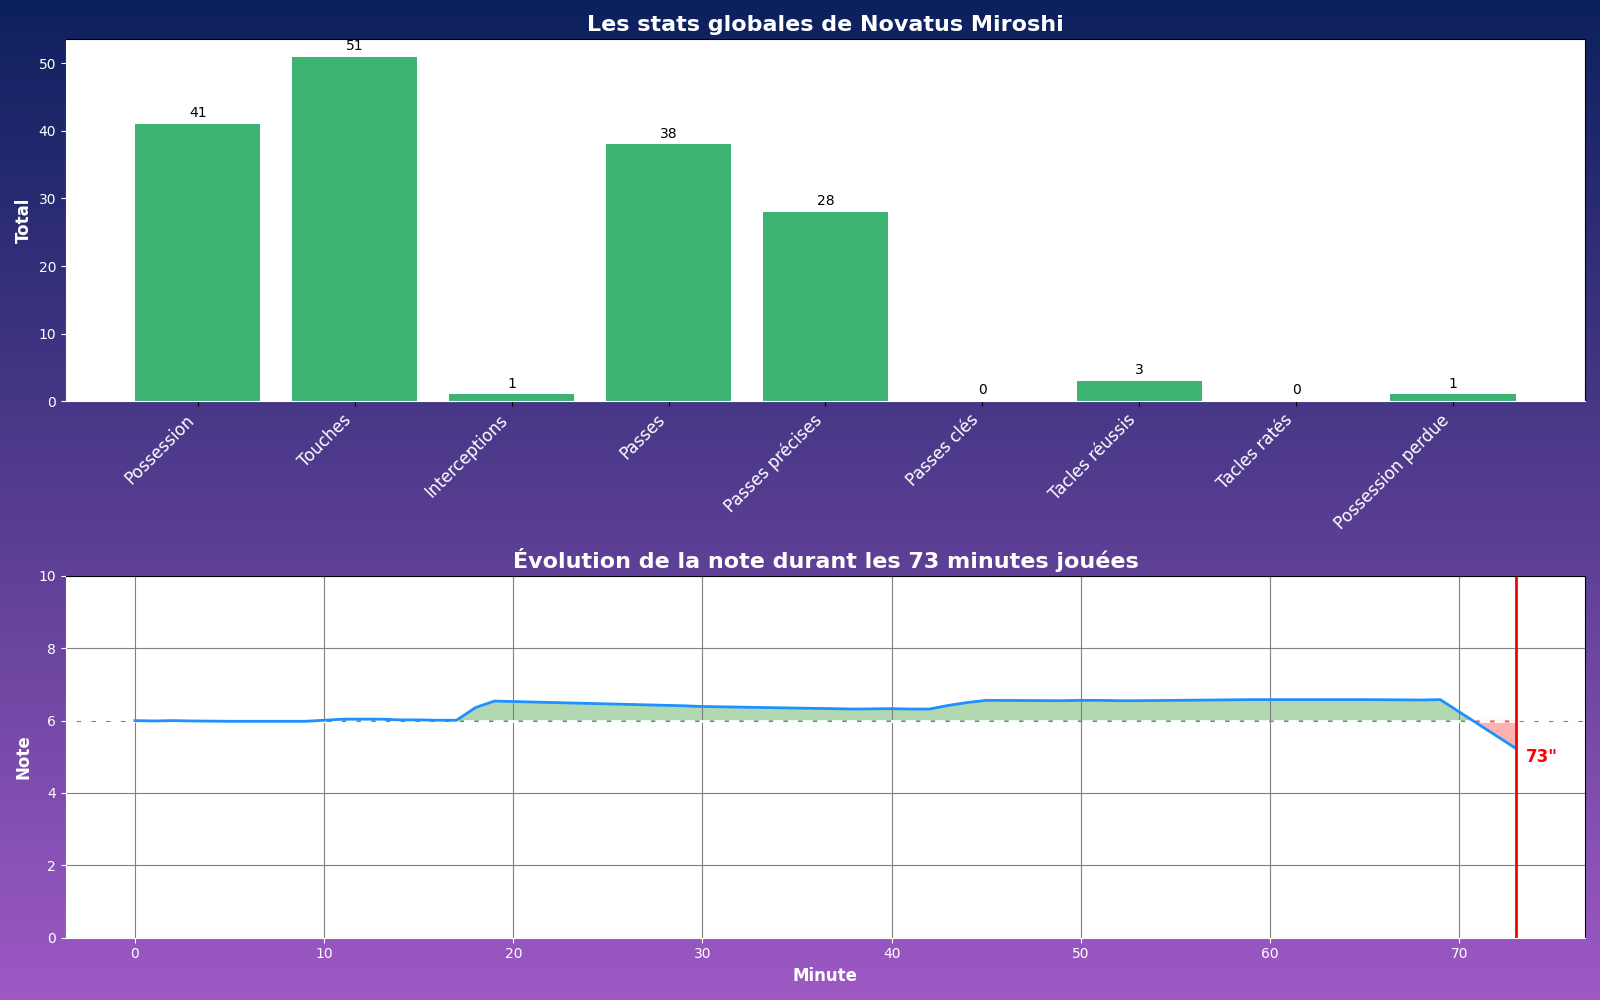 Les stats globales de Novatus Miroshi
Total
50
40
30
20
10
0
41
51
1
38
28
0
3
0
1
Possession
Touches
Interceptions
Passes
Passes précises
Passes clés
Tacles réussis
Tacles ratés
Possession perdue
Évolution de la note durant les 73 minutes jouées
Note
10
8
6
4
2
0
73"
0 10 20 30 40 50 60 70
Minute